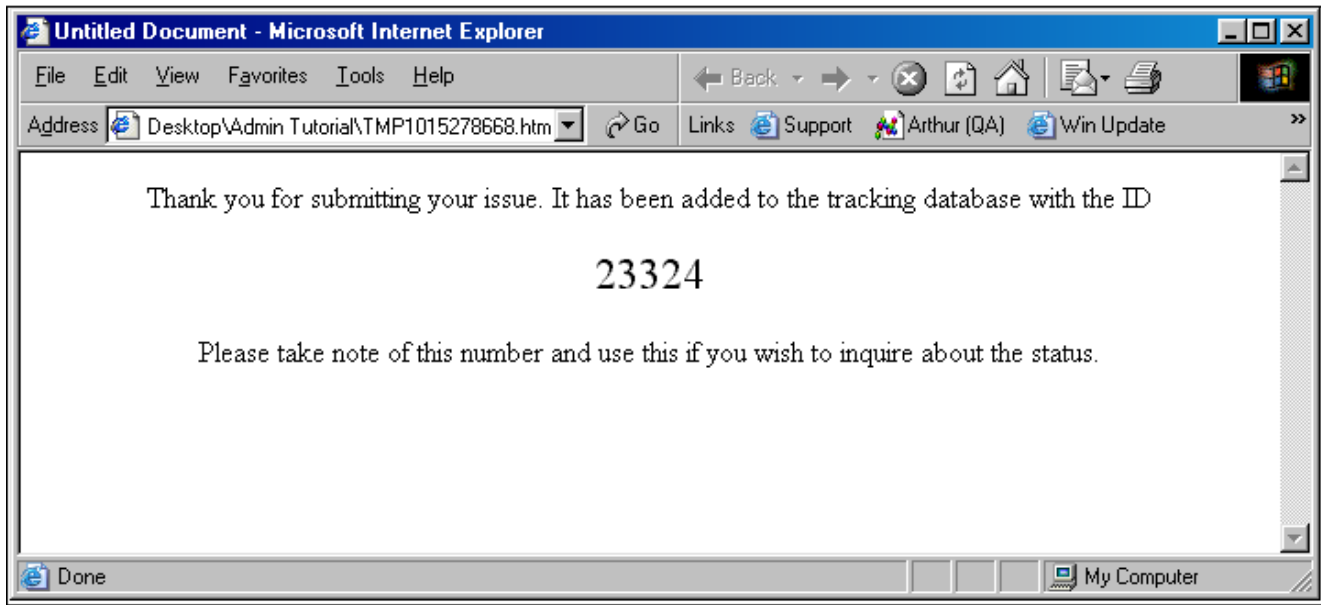 Untitled Document - Microsoft Internet Explorer
File Edit View Favorites Tools Help Back
Address Desktop\Admin Tutorial\TMP1015278668.htm Go Links Support Arthur (QA) Win Update »
Thank you for submitting your issue. It has been added to the tracking database with the ID
23324
Please take note of this number and use this if you wish to inquire about the status.
Done My Computer